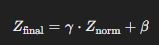 Z_final = γ · Z_norm + β